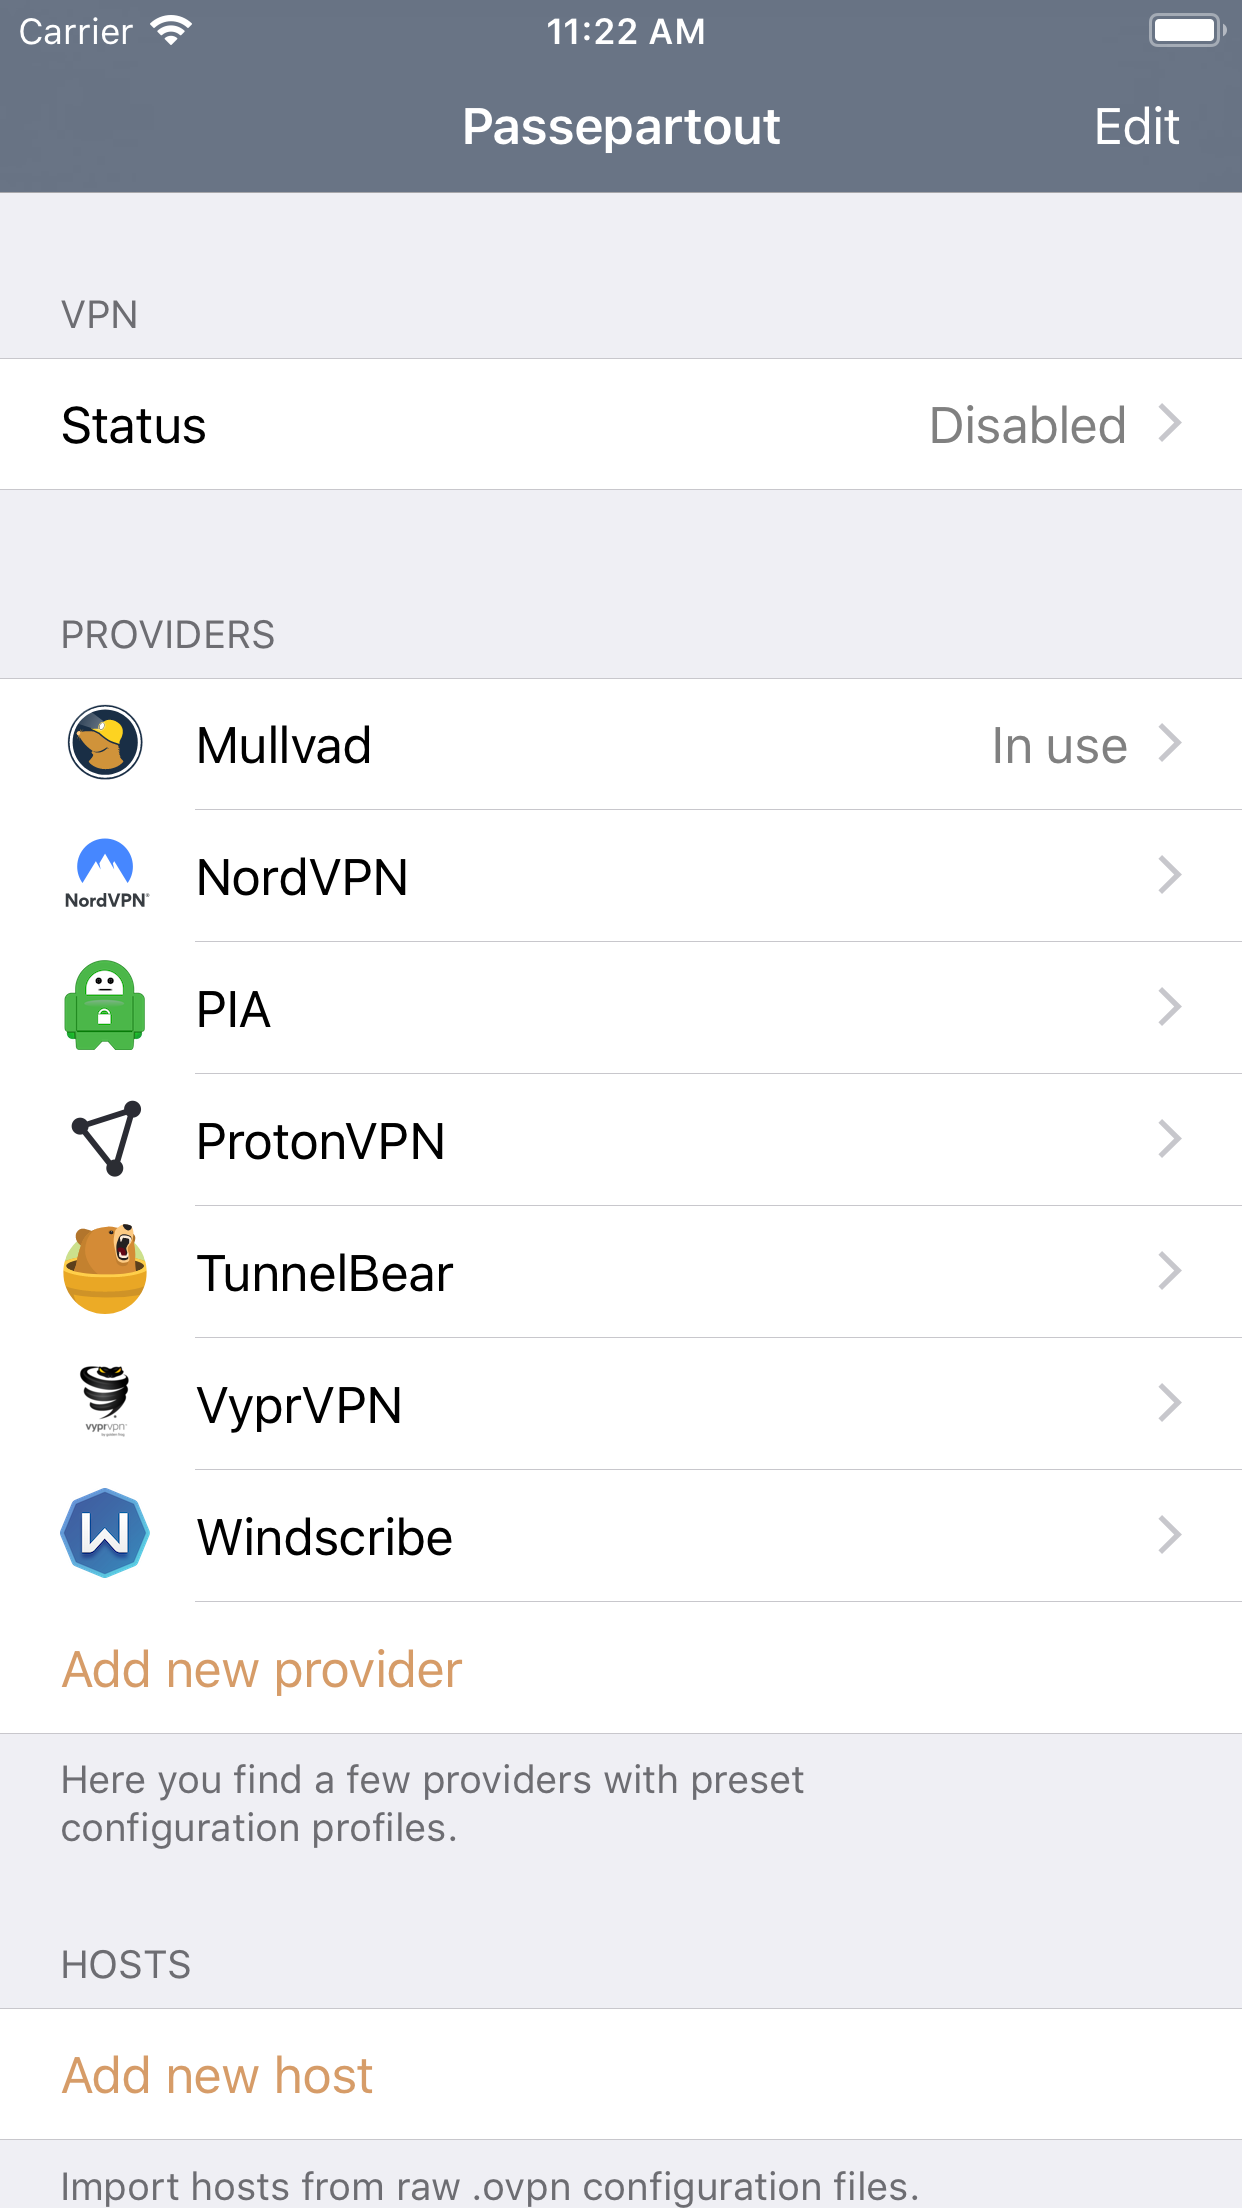 Carrier 11:22 AM
Passepartout Edit
VPN
Status Disabled
PROVIDERS
Mullvad In use
NordVPN®
NordVPN
PIA
ProtonVPN
TunnelBear
VyprVPN
vyprvpn
W
Windscribe
Add new provider
Here you find a few providers with preset
configuration profiles.
HOSTS
Add new host
Import hosts from raw .ovpn configuration files.